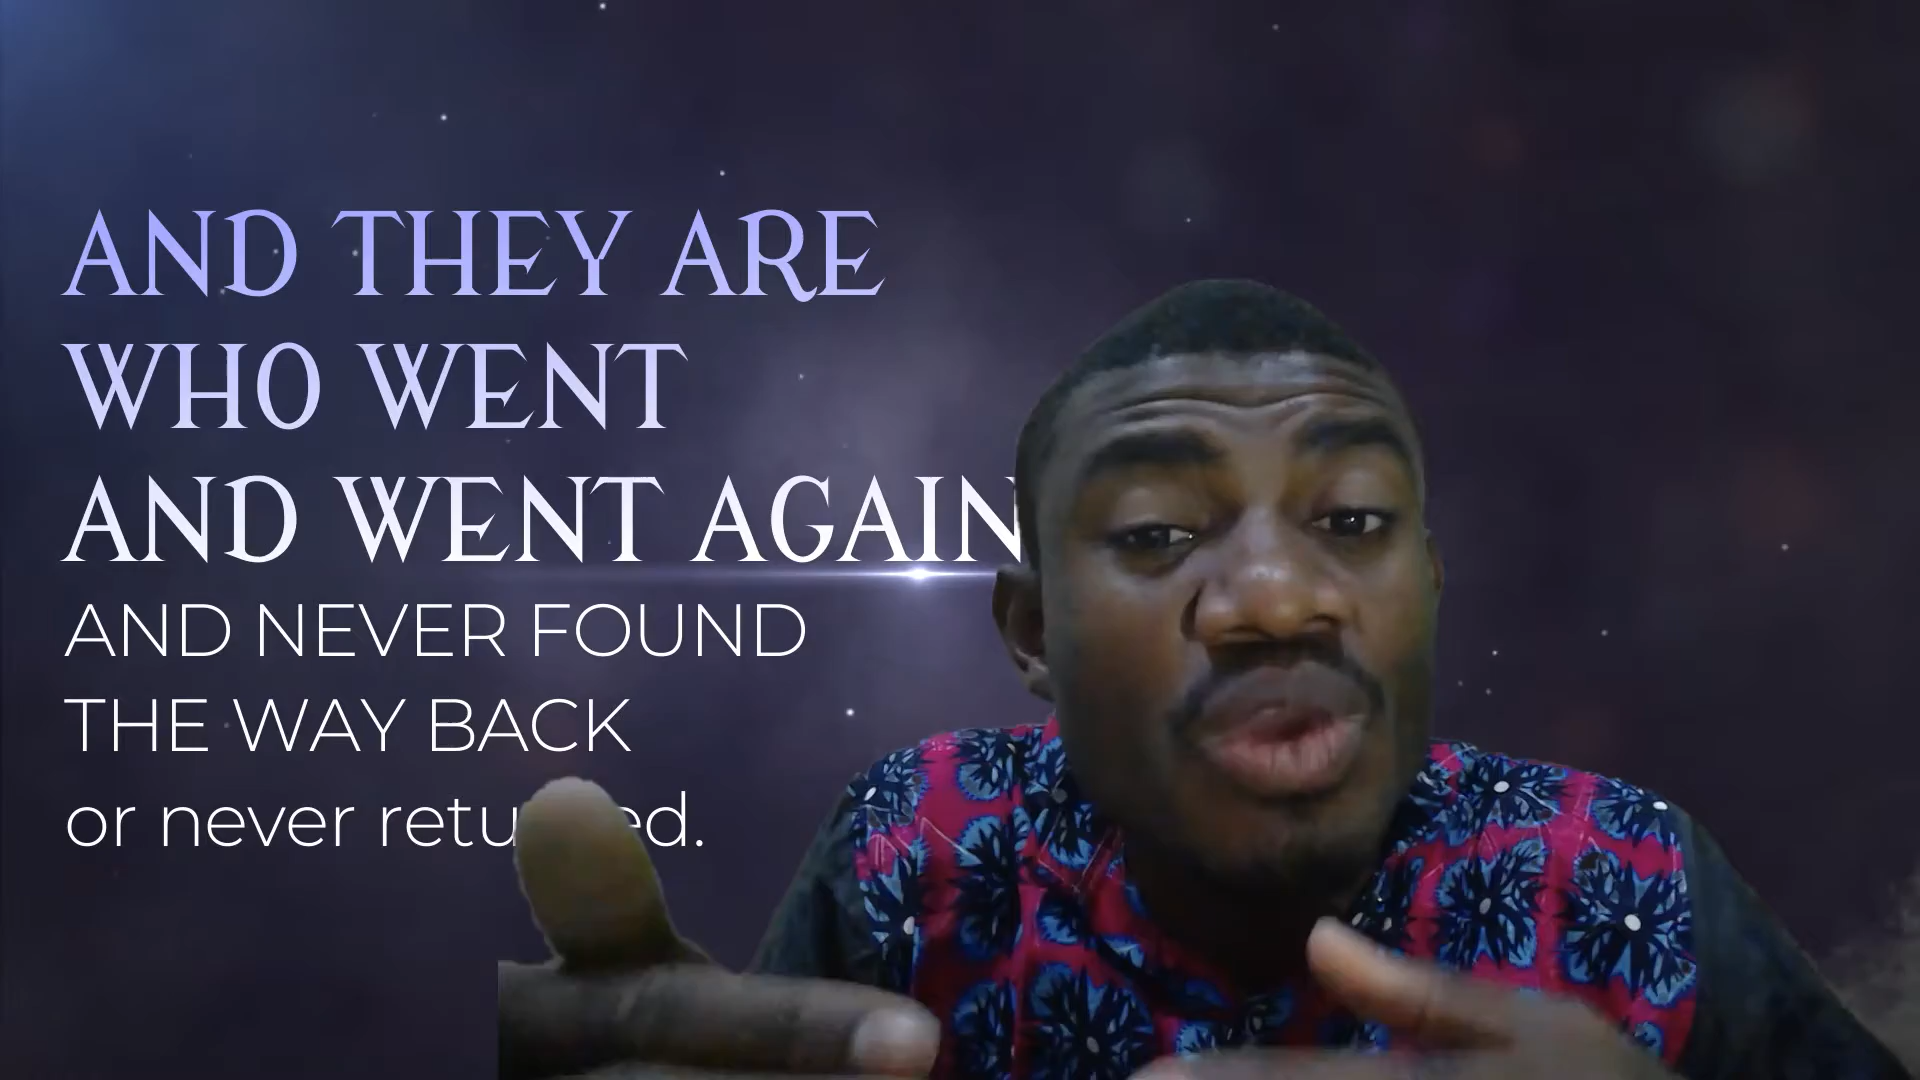 AND THEY ARE
WHO WENT
AND WENT AGAIN
AND NEVER FOUND
THE WAY BACK
or never